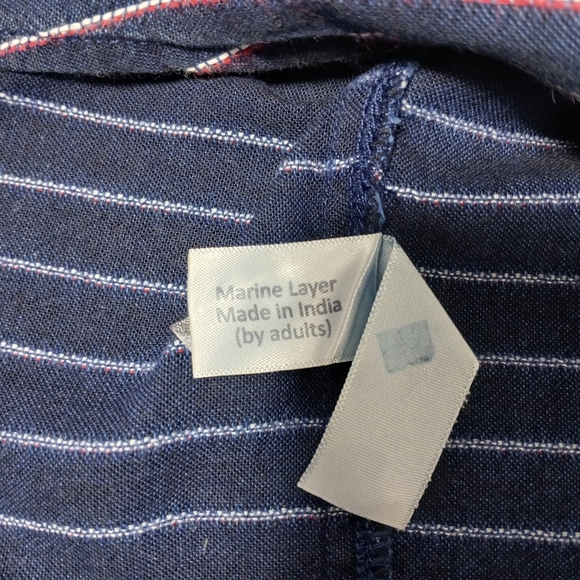 Marine Layer
Made in India
(by adults)